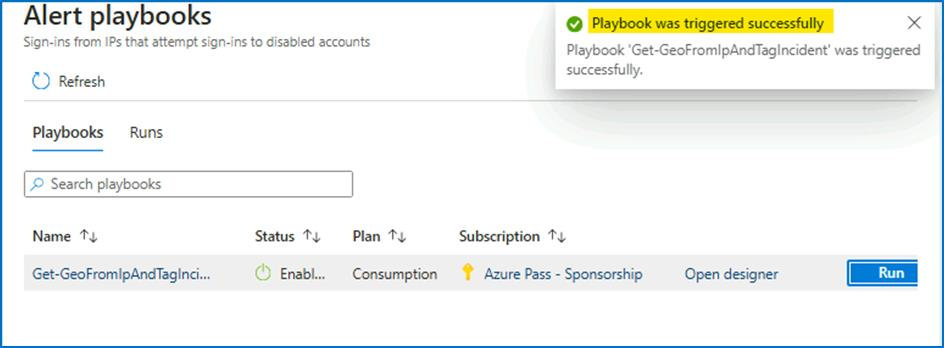 Alert playbooks
Sign-ins from IPs that attempt sign-ins to disabled accounts
Playbook was triggered successfully
Playbook 'Get-GeoFromIpAndTagIncident' was triggered
successfully.
Refresh
Playbooks Runs
Search playbooks
Name Status Plan Subscription
Get-GeoFromIpAndTagInci... Enabl... Consumption Azure Pass - Sponsorship Open designer Run